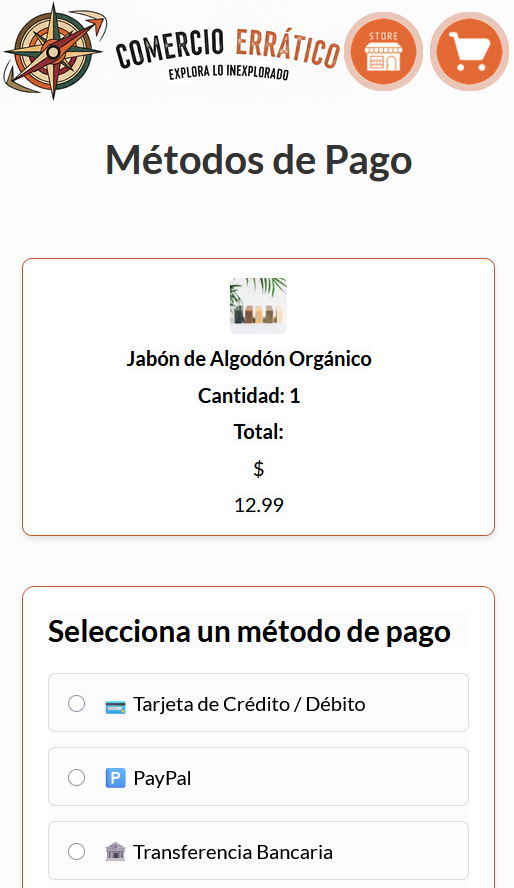 COMERCIO ERRÁTICO
EXPLORA LO INEXPLORADO
STORE
Métodos de Pago
Jabón de Algodón Orgánico
Cantidad: 1
Total:
$
12.99
Selecciona un método de pago
Tarjeta de Crédito / Débito
P PayPal
Transferencia Bancaria